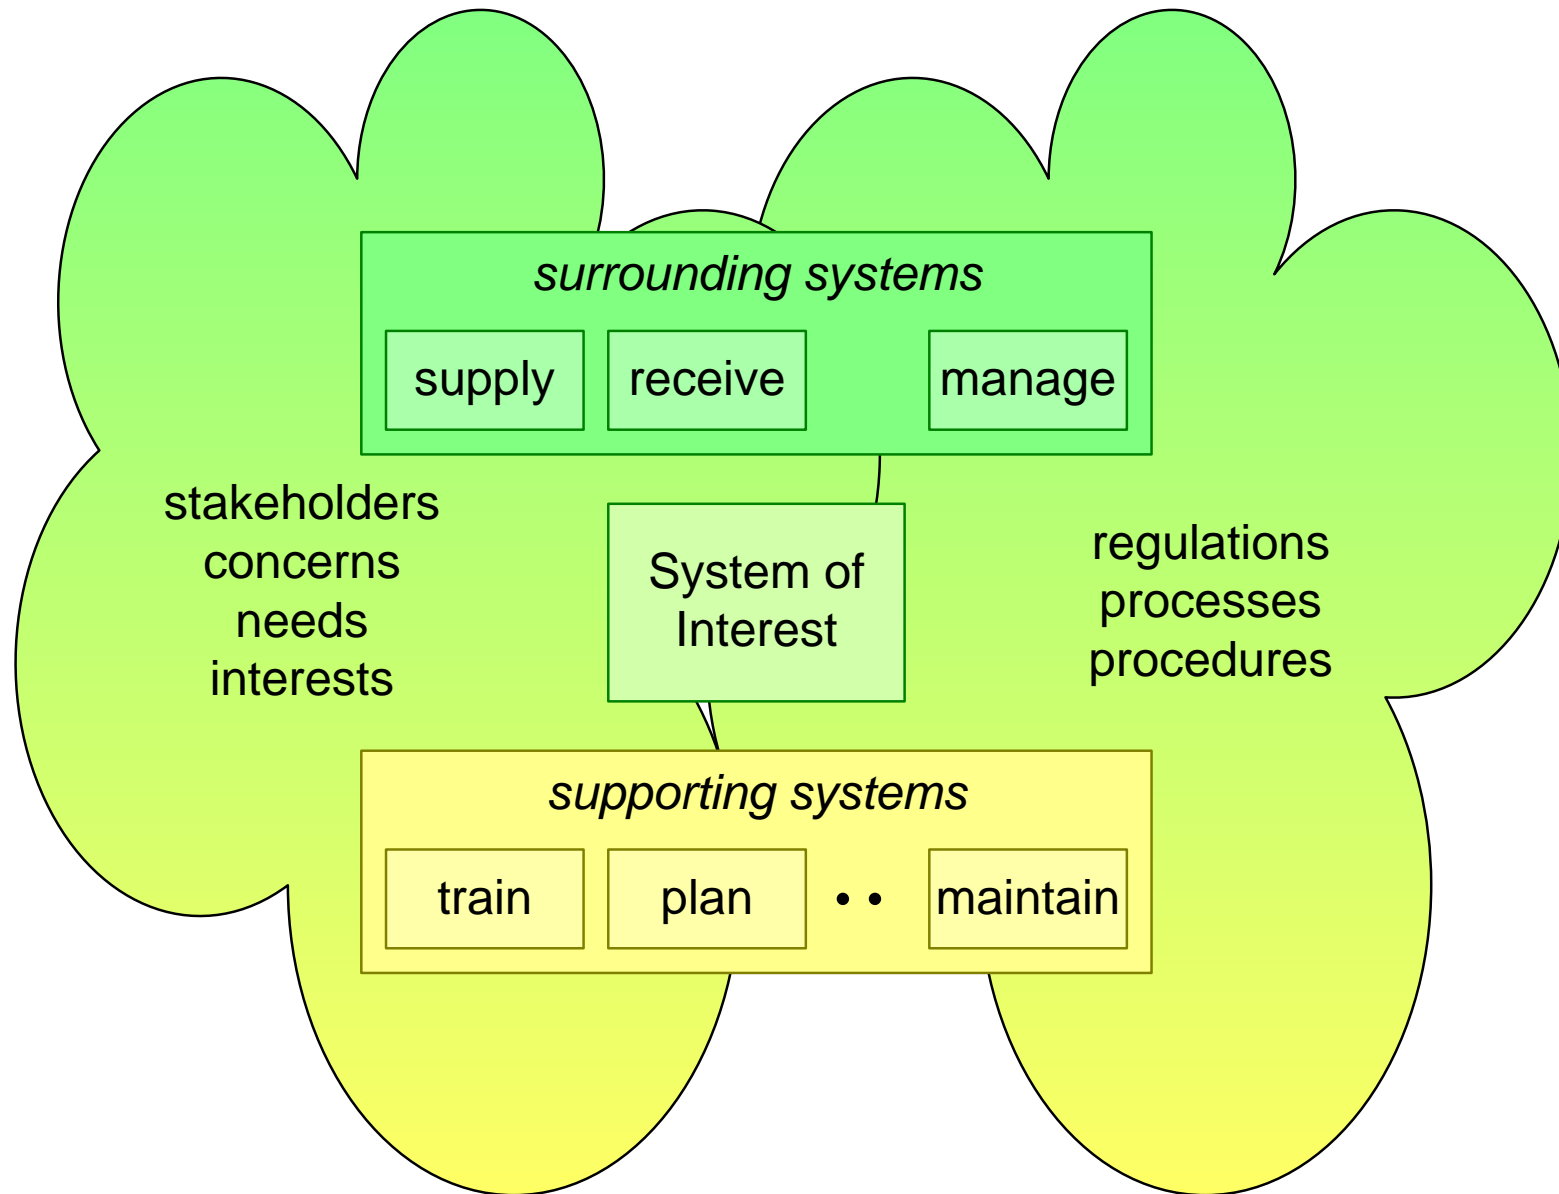 surrounding systems
supply receive manage
stakeholders
concerns
needs
interests
System of
Interest
regulations
processes
procedures
supporting systems
train plan •• maintain